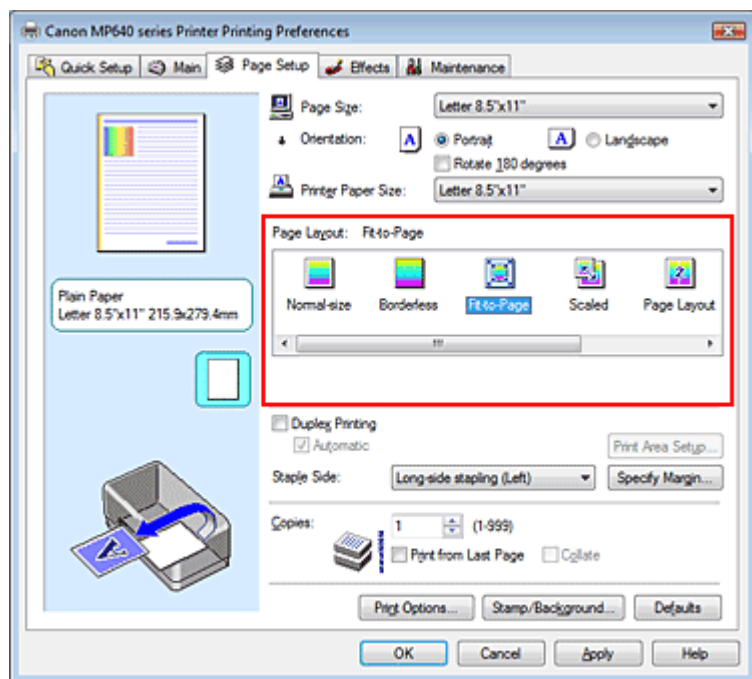 Canon MP640 series Printer Printing Preferences
Quick Setup Main Page Setup Effects Maintenance
Page Size: Letter 8.5"x11"
Orientation: A Portrait A Landscape
Rotate 180 degrees
Printer Paper Size: Letter 8.5"x11"
Page Layout: Fit-to-Page
Normal-size Borderless Fit-to-Page Scaled Page Layout
Plain Paper
Letter 8.5"x11" 215.9x279.4mm
Duplex Printing
Automatic Print Area Setup...
Staple Side: Long-side stapling (Left) Specify Margin...
Copies: 1 (1-999)
Print from Last Page Collate
Print Options... Stamp/Background... Defaults
OK Cancel Apply Help